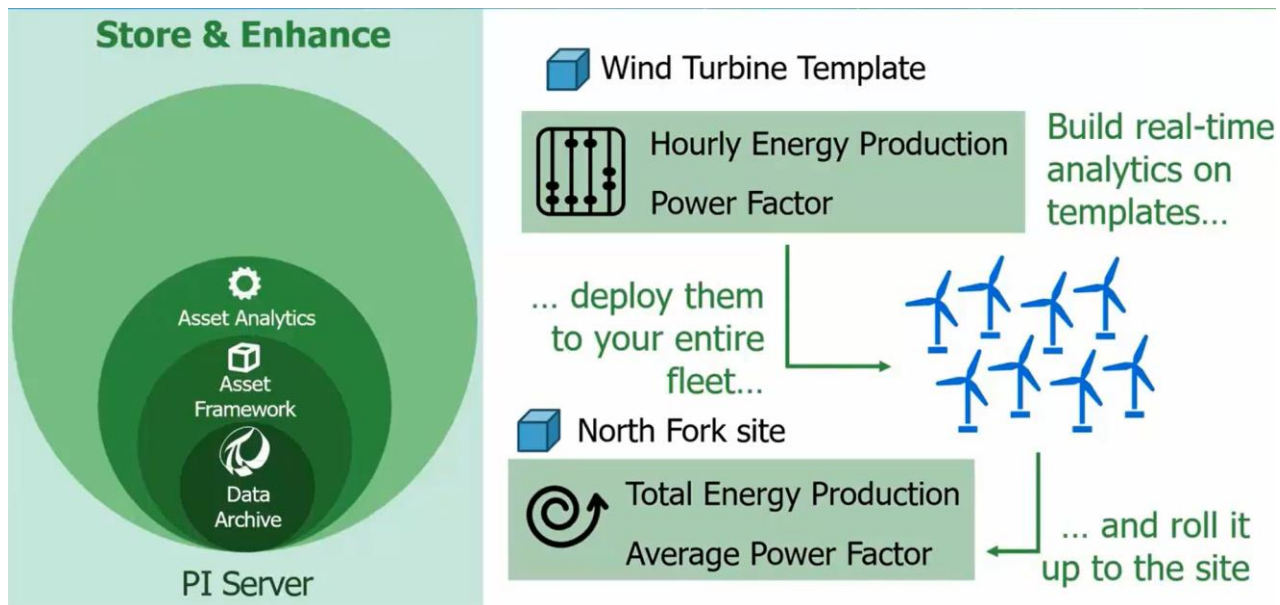 Store & Enhance
Asset Analytics
Asset
Framework
Data
Archive
PI Server
Wind Turbine Template
Hourly Energy Production
Power Factor
Build real-time
analytics on
templates...
... deploy them
to your entire
fleet...
North Fork site
Total Energy Production
Average Power Factor
... and roll it
up to the site